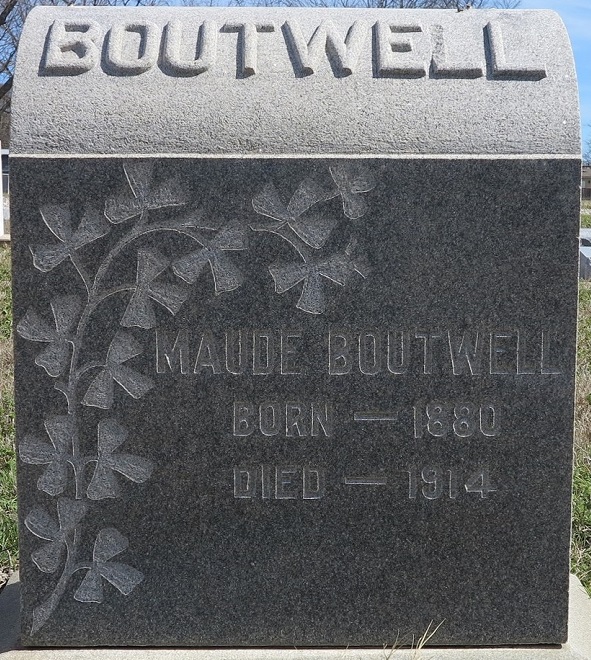 BOUTWELL
MAUDE BOUTWELL
BORN — 1880
DIED — 1914